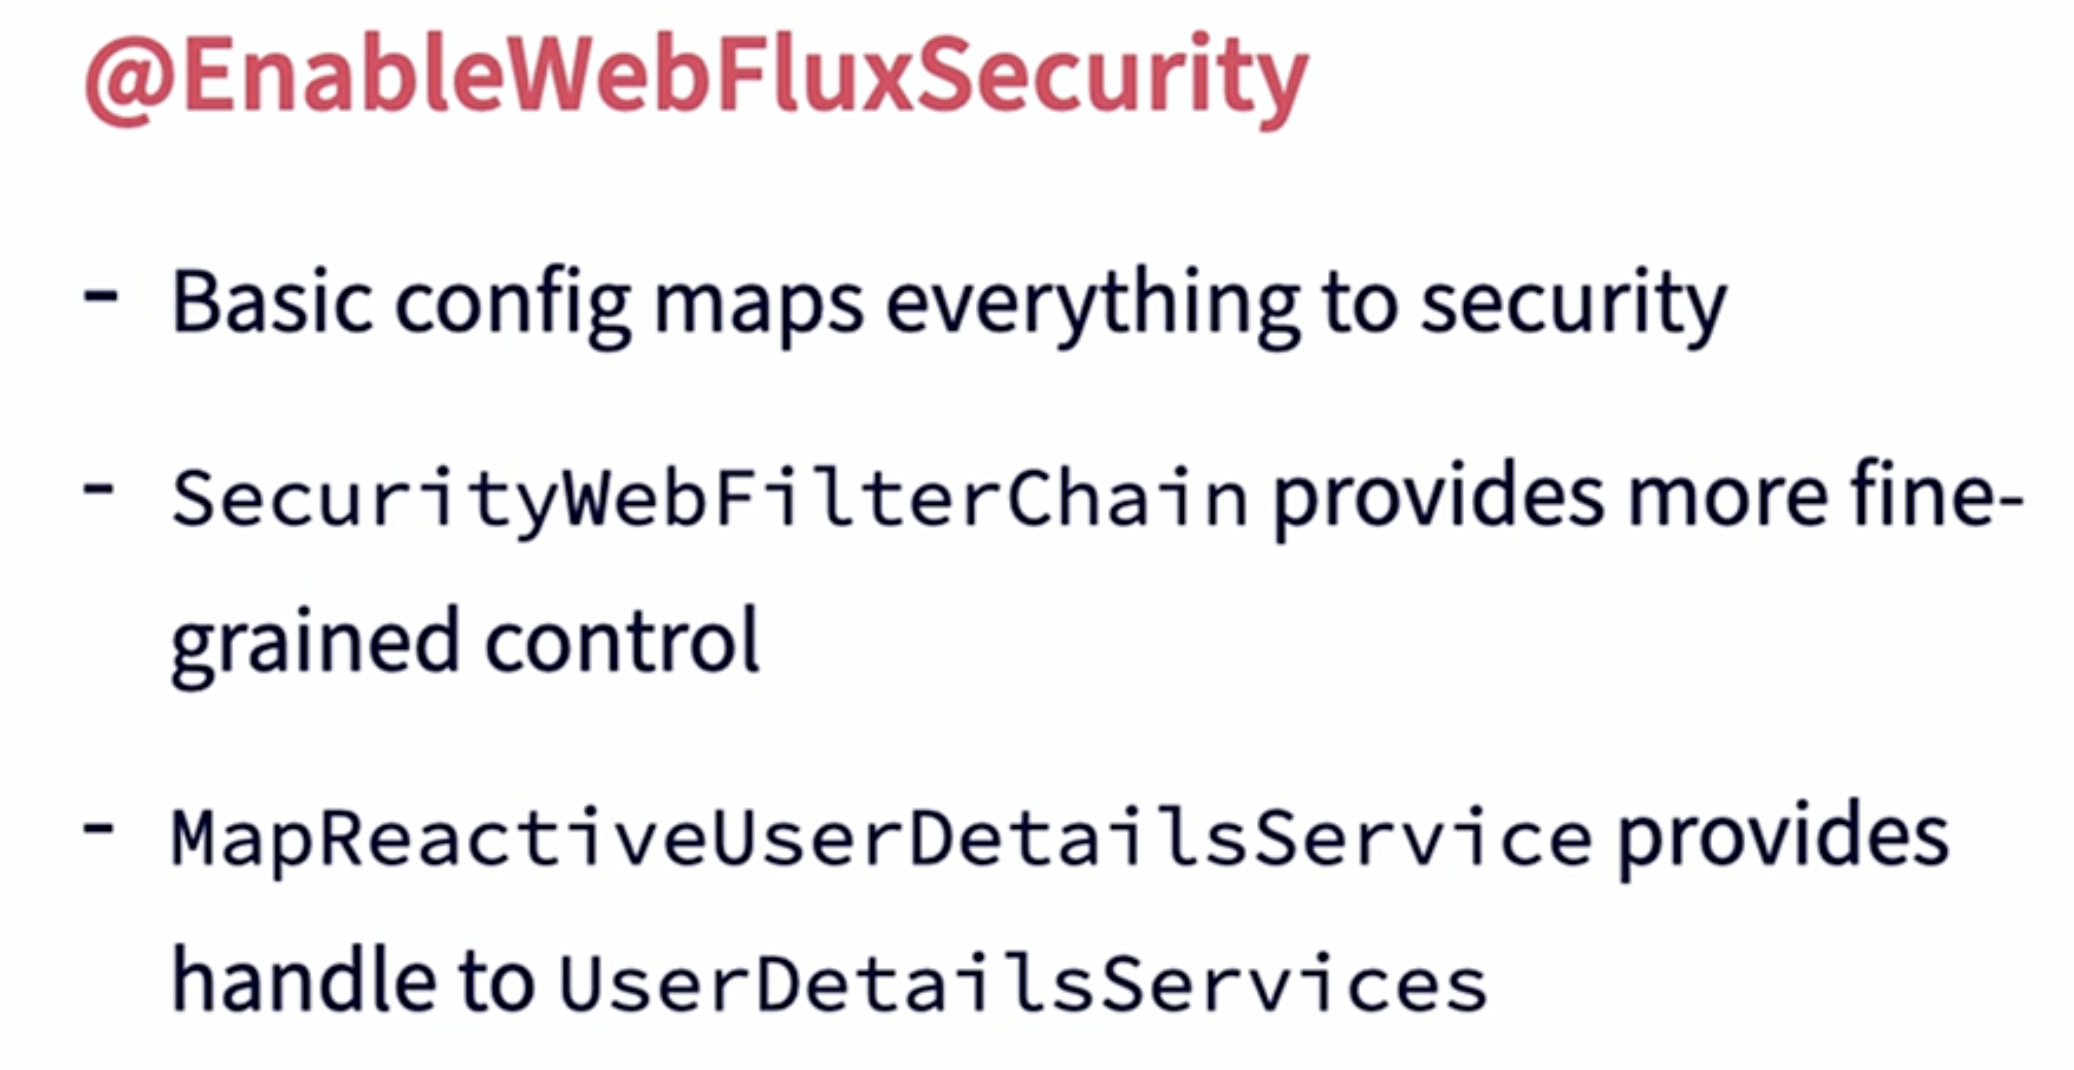 @EnableWebFluxSecurity
- Basic config maps everything to security
- SecurityWebFilterChain provides more fine-
grained control
- MapReactiveUserDetailsService provides
handle to UserDetailsServices